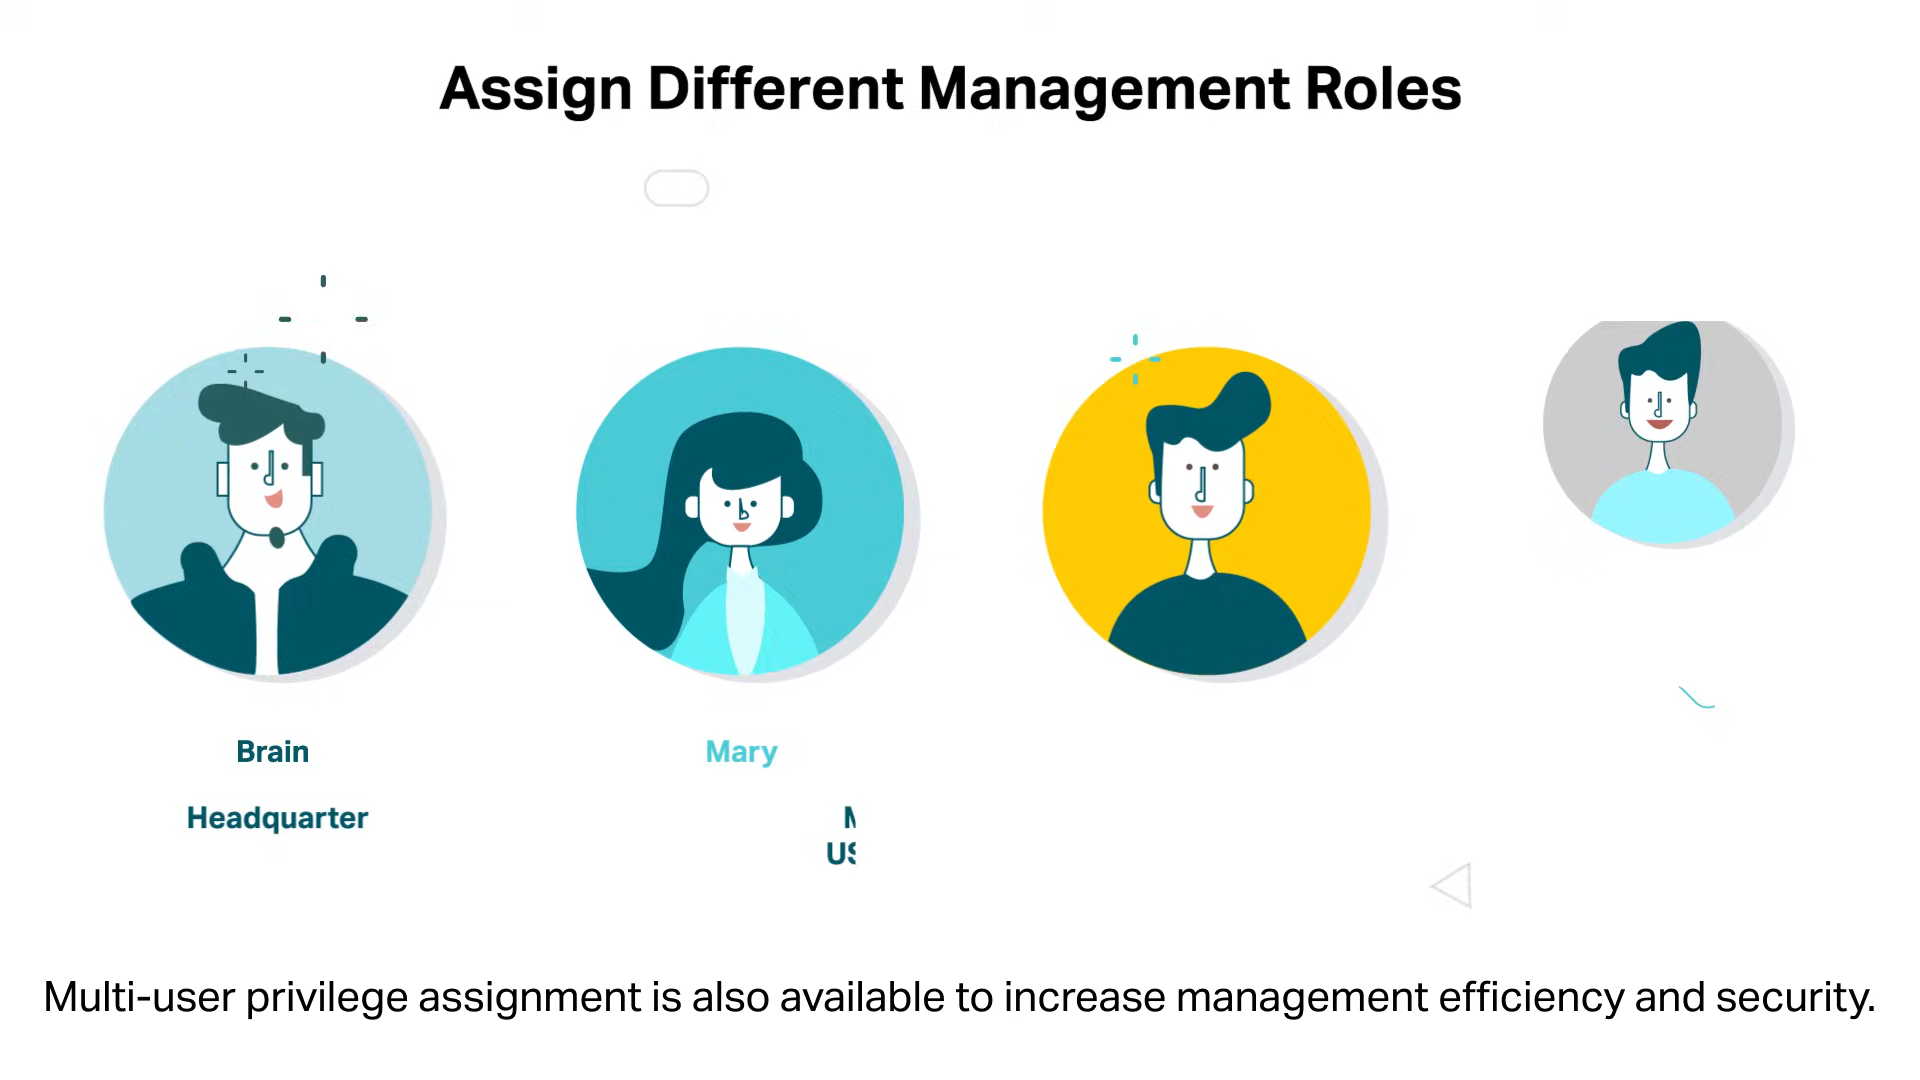 Assign Different Management Roles
Brain
Mary
Headquarter
Multi-user privilege assignment is also available to increase management efficiency and security.